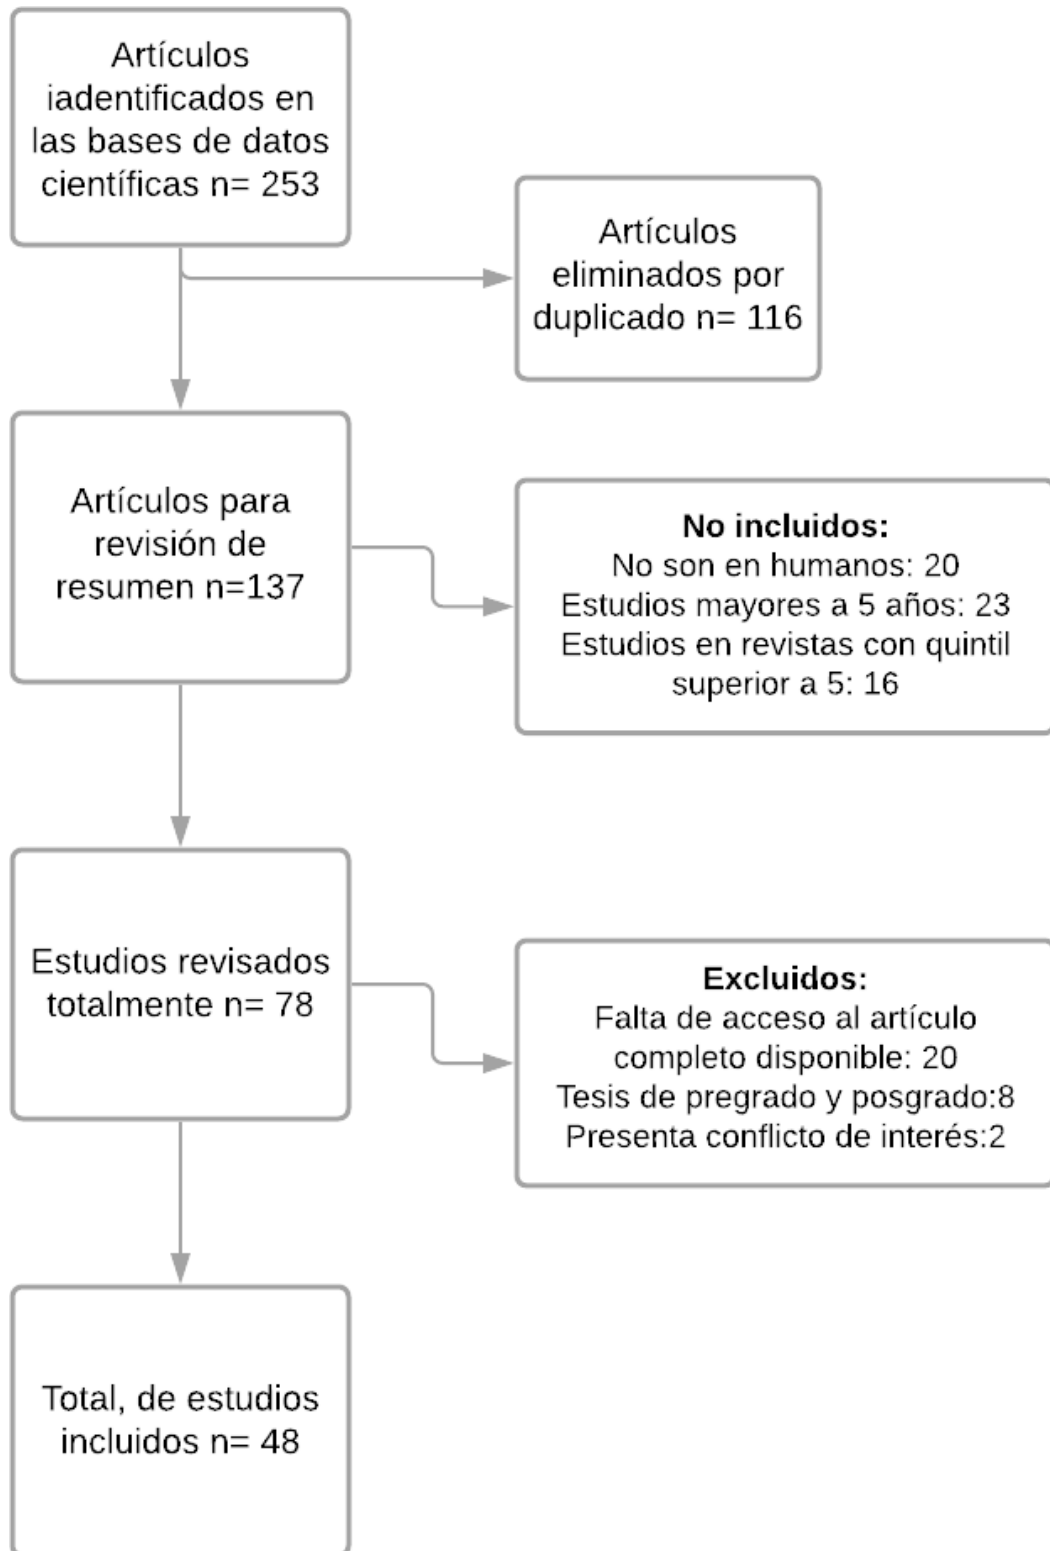 Artículos
iadentificados en
las bases de datos
científicas n= 253
Artículos
eliminados por
duplicado n= 116
Artículos para
revisión de
resumen n=137
No incluidos:
No son en humanos: 20
Estudios mayores a 5 años: 23
Estudios en revistas con quintil
superior a 5: 16
Estudios revisados
totalmente n= 78
Excluidos:
Falta de acceso al artículo
completo disponible: 20
Tesis de pregrado y posgrado:8
Presenta conflicto de interés:2
Total, de estudios
incluidos n= 48